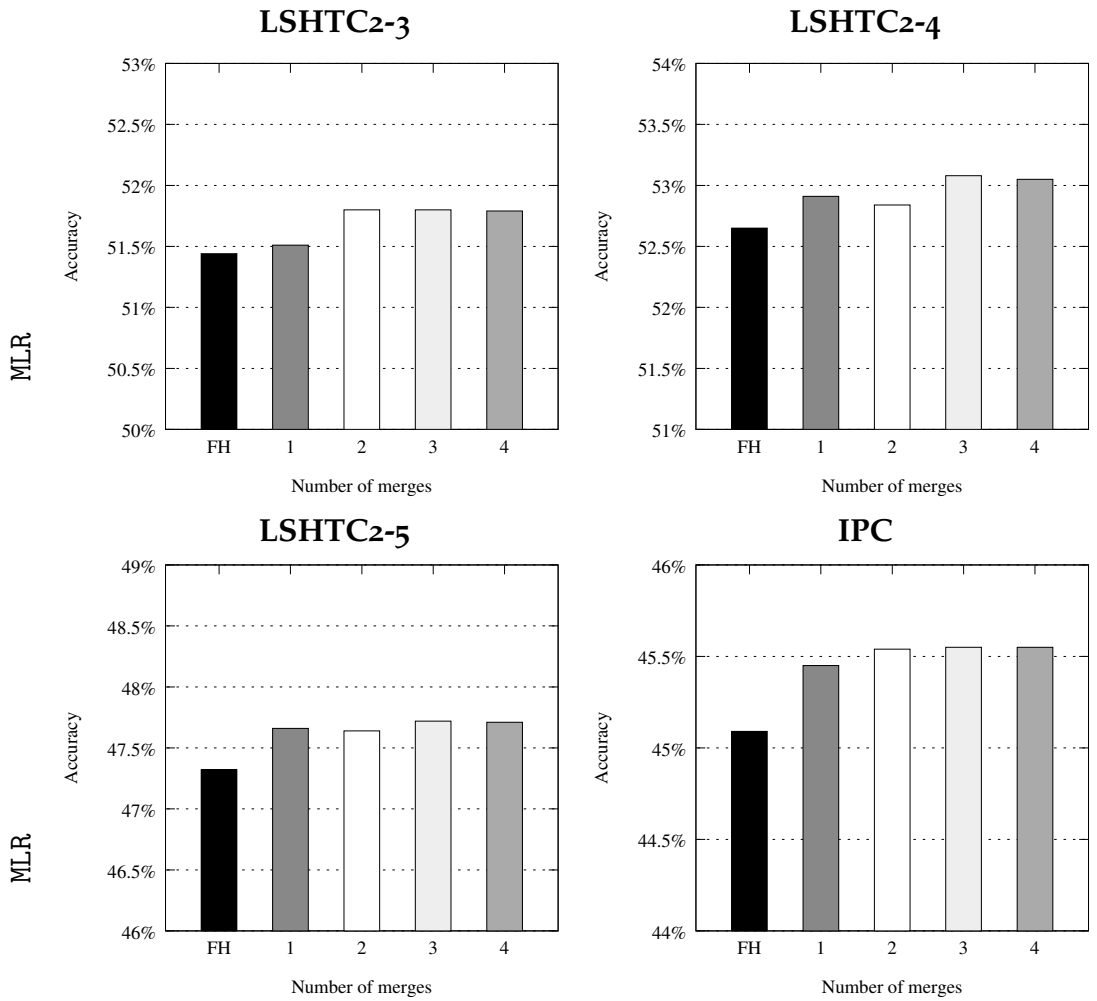 LSHTC2-3
53%
52.5%
52%
51.5%
51%
50.5%
50%
Accuracy
MLR
FH 1 2 3 4
Number of merges
LSHTC2-4
54%
53.5%
53%
52.5%
52%
51.5%
51%
Accuracy
FH 1 2 3 4
Number of merges
LSHTC2-5
49%
48.5%
48%
47.5%
47%
46.5%
46%
Accuracy
MLR
FH 1 2 3 4
Number of merges
IPC
46%
45.5%
45%
44.5%
44%
Accuracy
FH 1 2 3 4
Number of merges